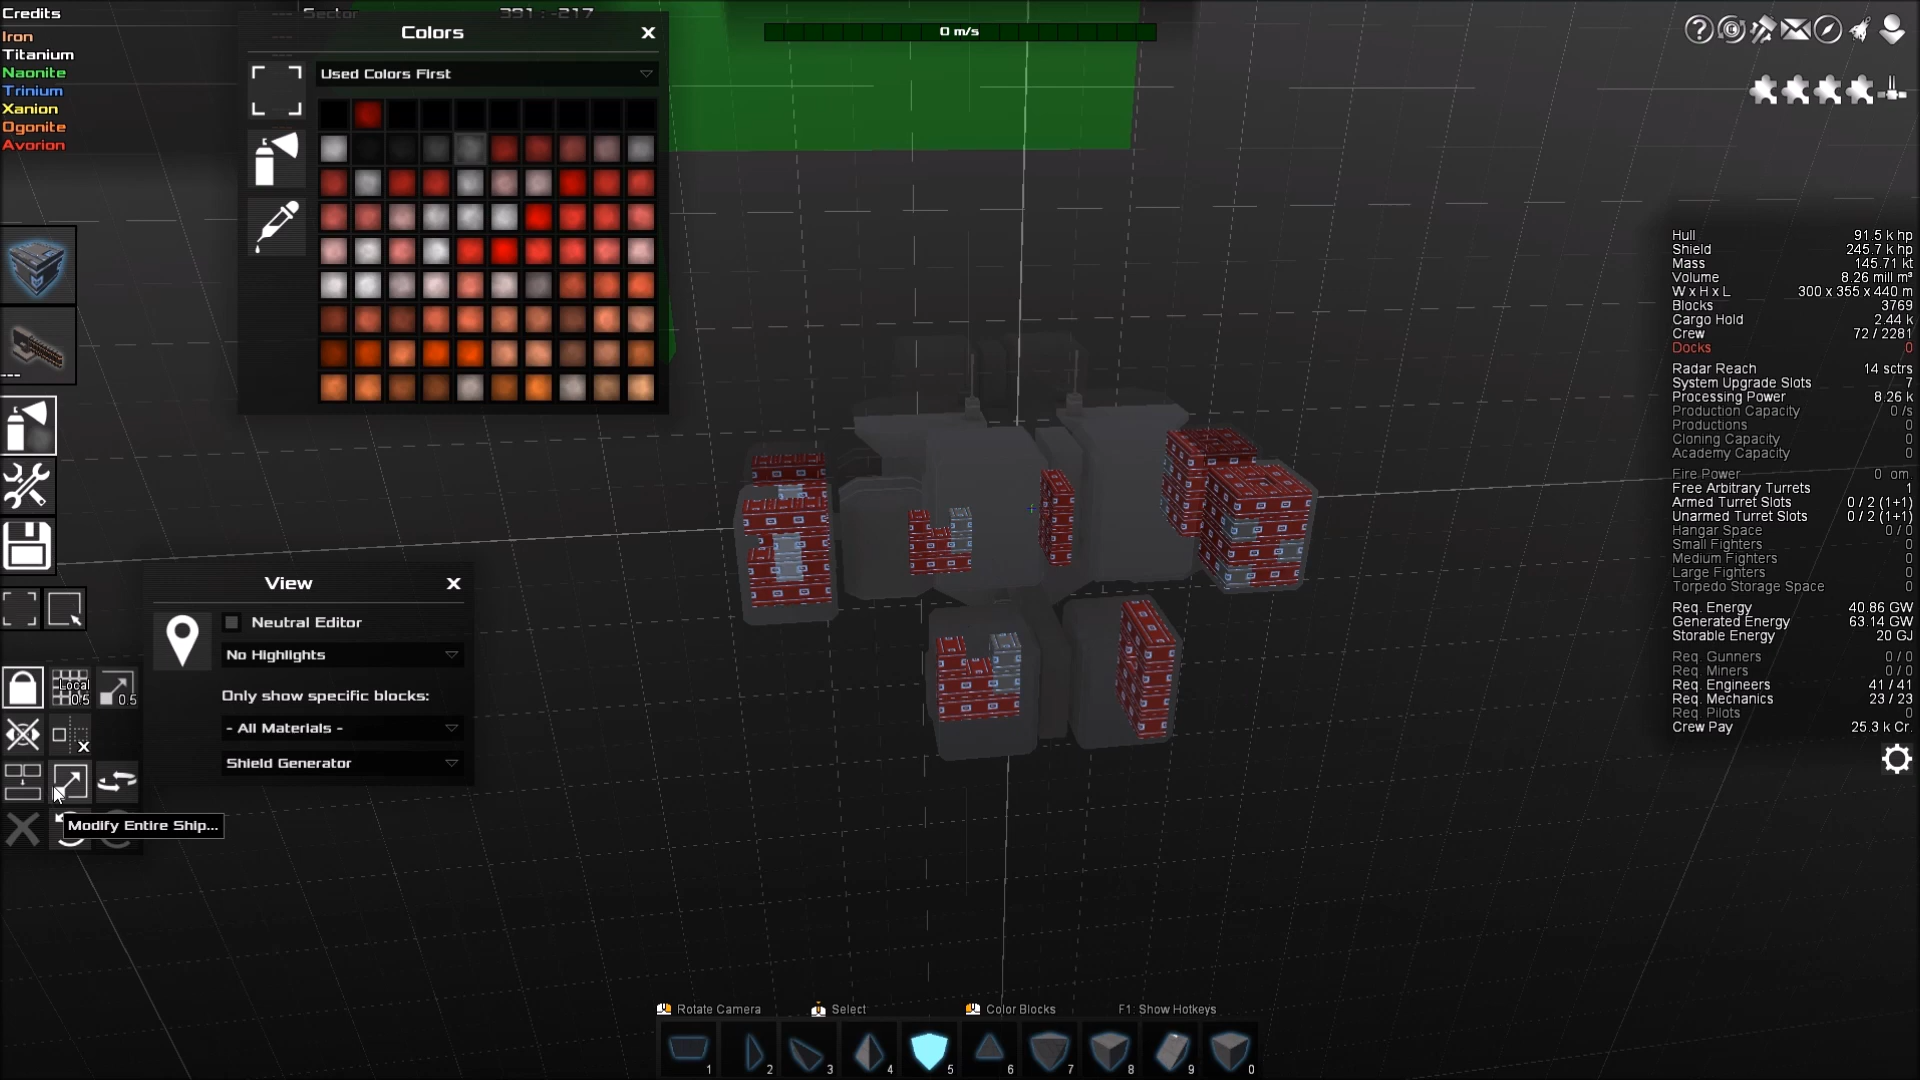 Credits
Iron
Titanium
Naonite
Trinium
Xanion
Ogonite
Avorion
Sector 391 : -217
Colors X
Used Colors First
0 m/s
Hull 91.5 k hp
Shield 245.7 k hp
Mass 145.71 kt
Volume 8.26 mill m³
W x H x L 300 x 355 x 440 m
Blocks 3769
Cargo Hold 2.44 k
Crew 72 / 2281
Docks 0
Radar Reach 14 sctrs
System Upgrade Slots 7
Processing Power 8.26 k
Production Capacity 0 /s
Productions 0
Cloning Capacity 0
Academy Capacity 0
Fire Power 0 om.
Free Arbitrary Turrets 1
Armed Turret Slots 0 / 2 (1+1)
Unarmed Turret Slots 0 / 2 (1+1)
Hangar Space 0 / 0
Small Fighters 0
Medium Fighters 0
Large Fighters 0
Torpedo Storage Space 0
Req. Energy 40.86 GW
Generated Energy 63.14 GW
Storable Energy 20 GJ
Req. Gunners 0 / 0
Req. Miners 0 / 0
Req. Engineers 41 / 41
Req. Mechanics 23 / 23
Req. Pilots 0
Crew Pay 25.3 k Cr.
---
View X
Neutral Editor
No Highlights
Only show specific blocks:
- All Materials -
Shield Generator
Local
0.5
0.5
X
Modify Entire Ship...
Rotate Camera
Select
Color Blocks
F1: Show Hotkeys
1 2 3 4 5 6 7 8 9 0